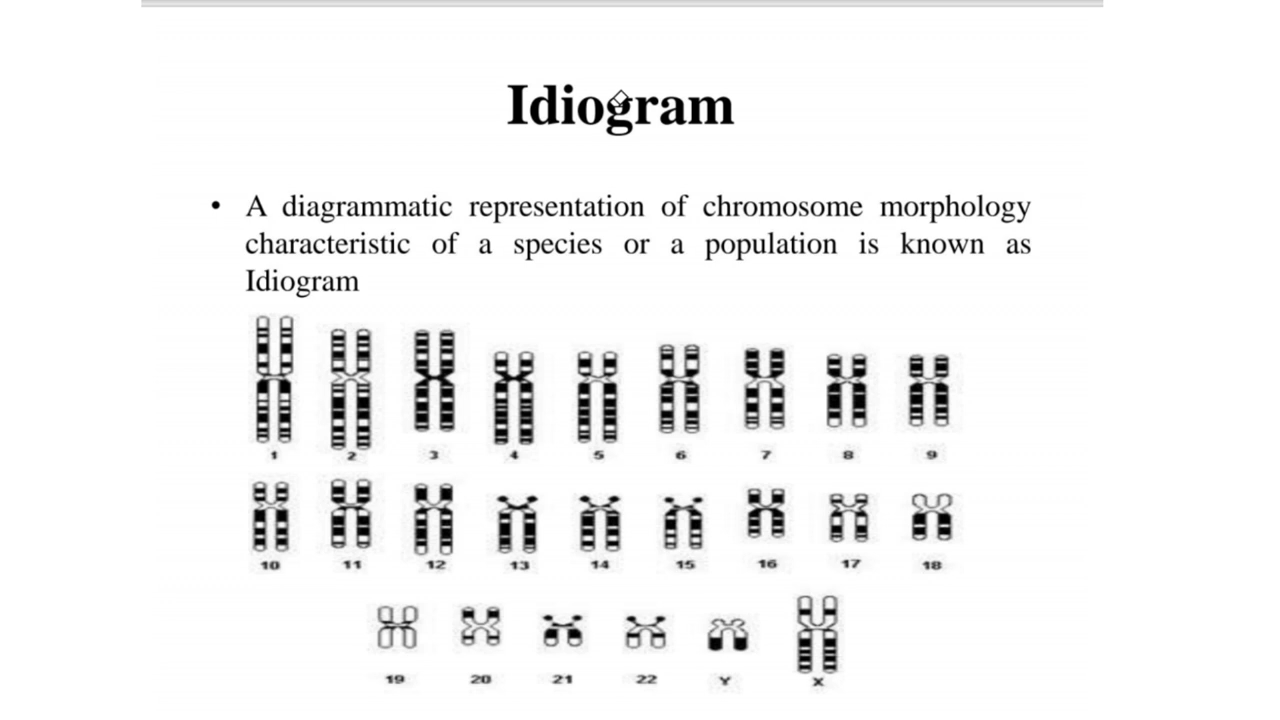 Idiogram
• A diagrammatic representation of chromosome morphology
characteristic of a species or a population is known as
Idiogram
1 2 3 4 5 6 7 8 9
10 11 12 13 14 15 16 17 18
19 20 21 22 Y X